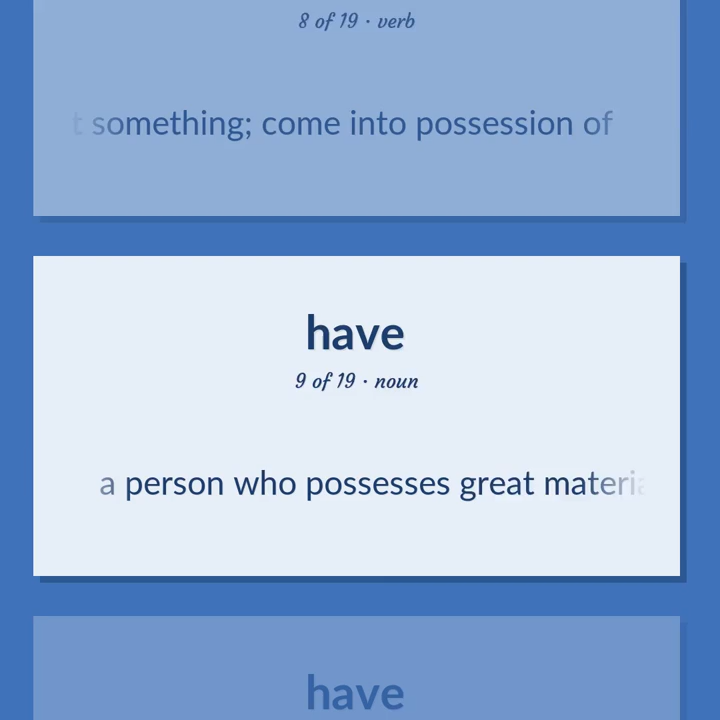 8 of 19 · verb
something; come into possession of
have
9 of 19 · noun
a person who possesses great
have